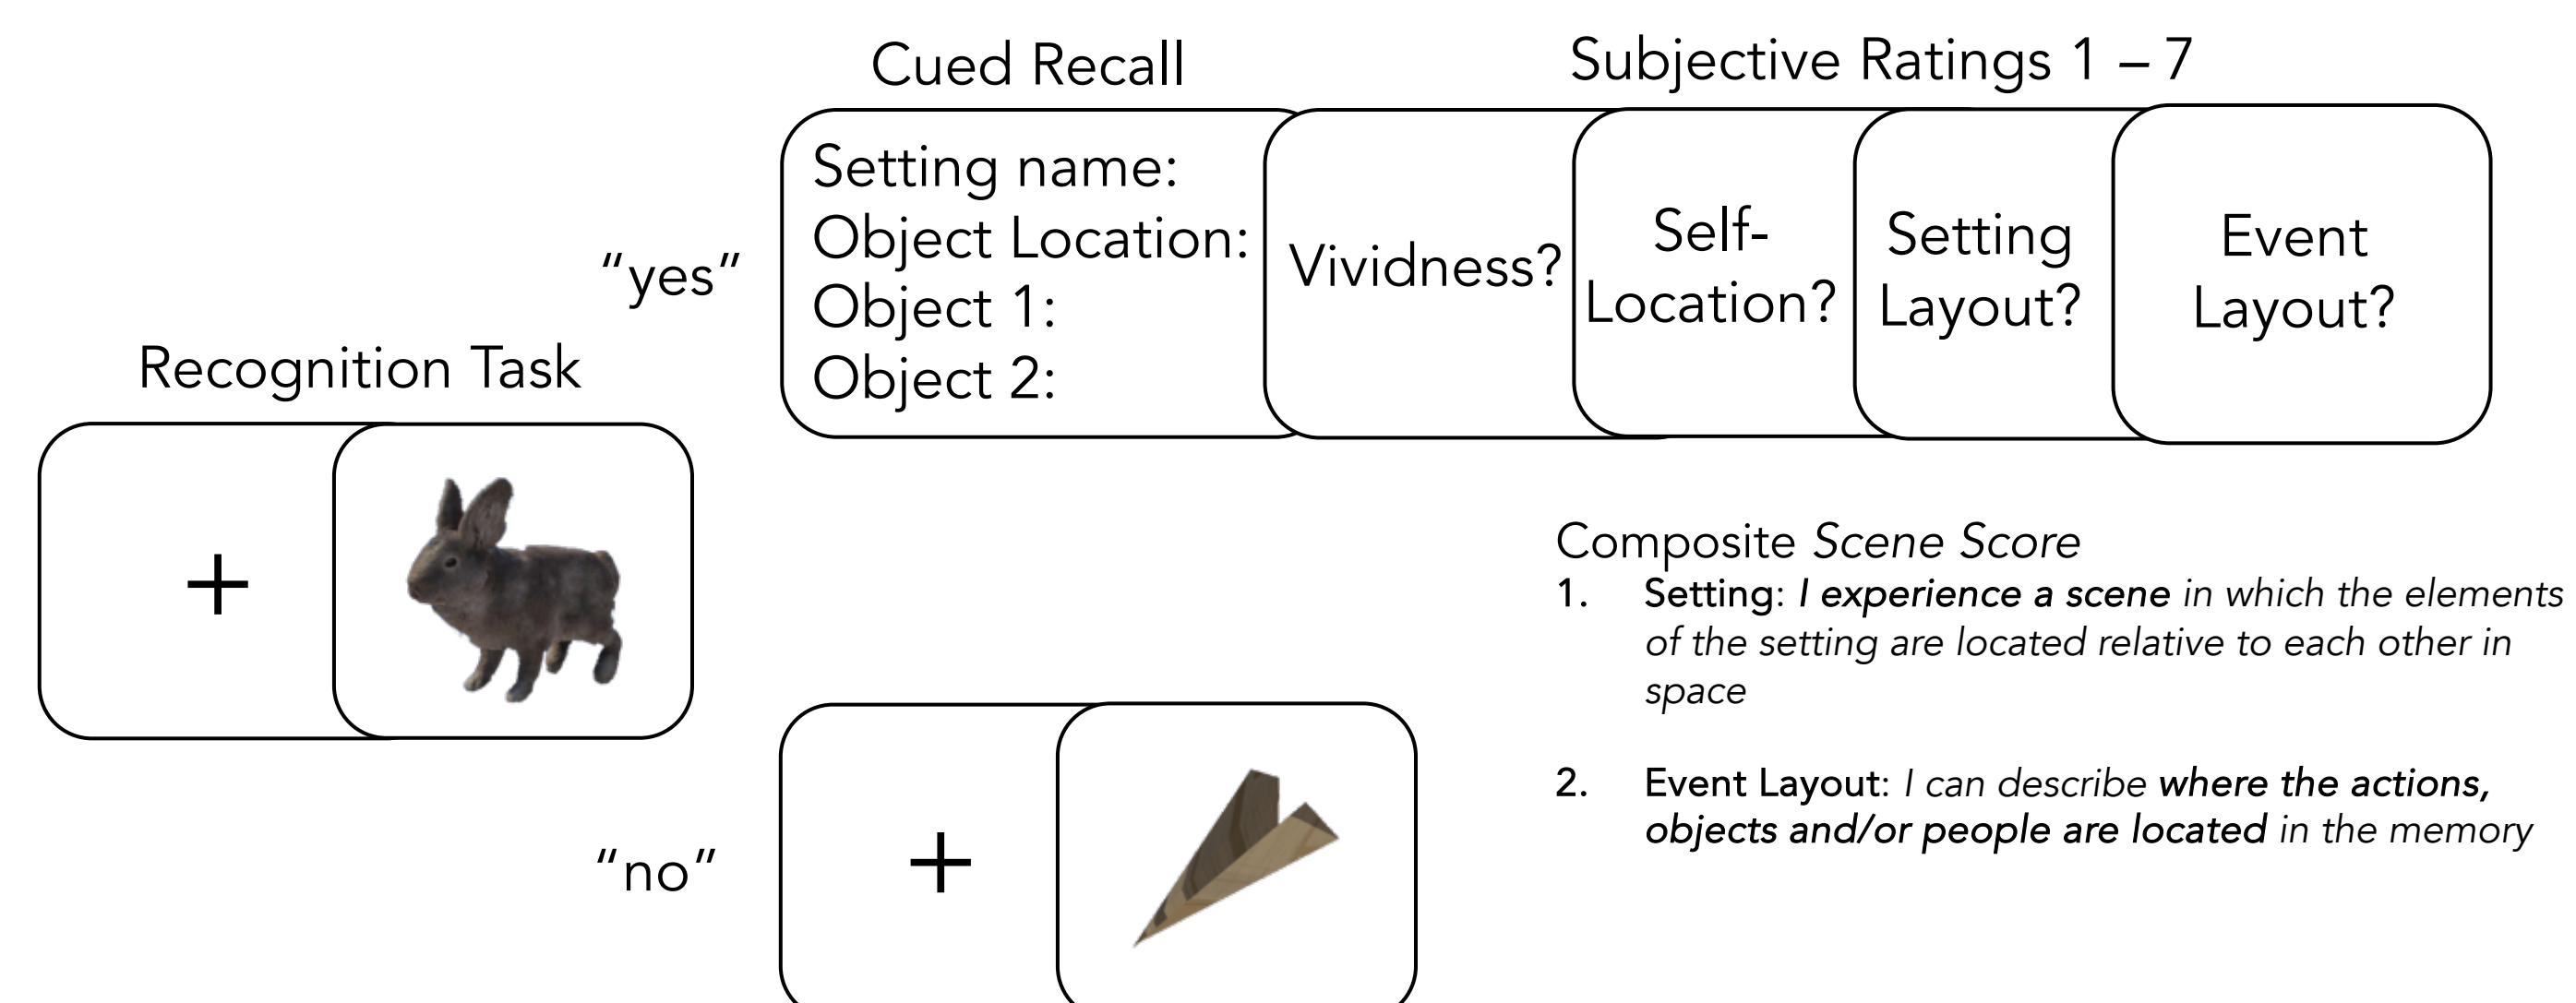 Cued Recall
Subjective Ratings 1 – 7
Setting name:
Object Location:
Object 1:
Object 2:
Vividness?
Self-
Location?
Setting
Layout?
Event
Layout?
“yes”
Recognition Task
+
“no”
+
Composite Scene Score
1. Setting: I experience a scene in which the elements
of the setting are located relative to each other in
space
2. Event Layout: I can describe where the actions,
objects and/or people are located in the memory